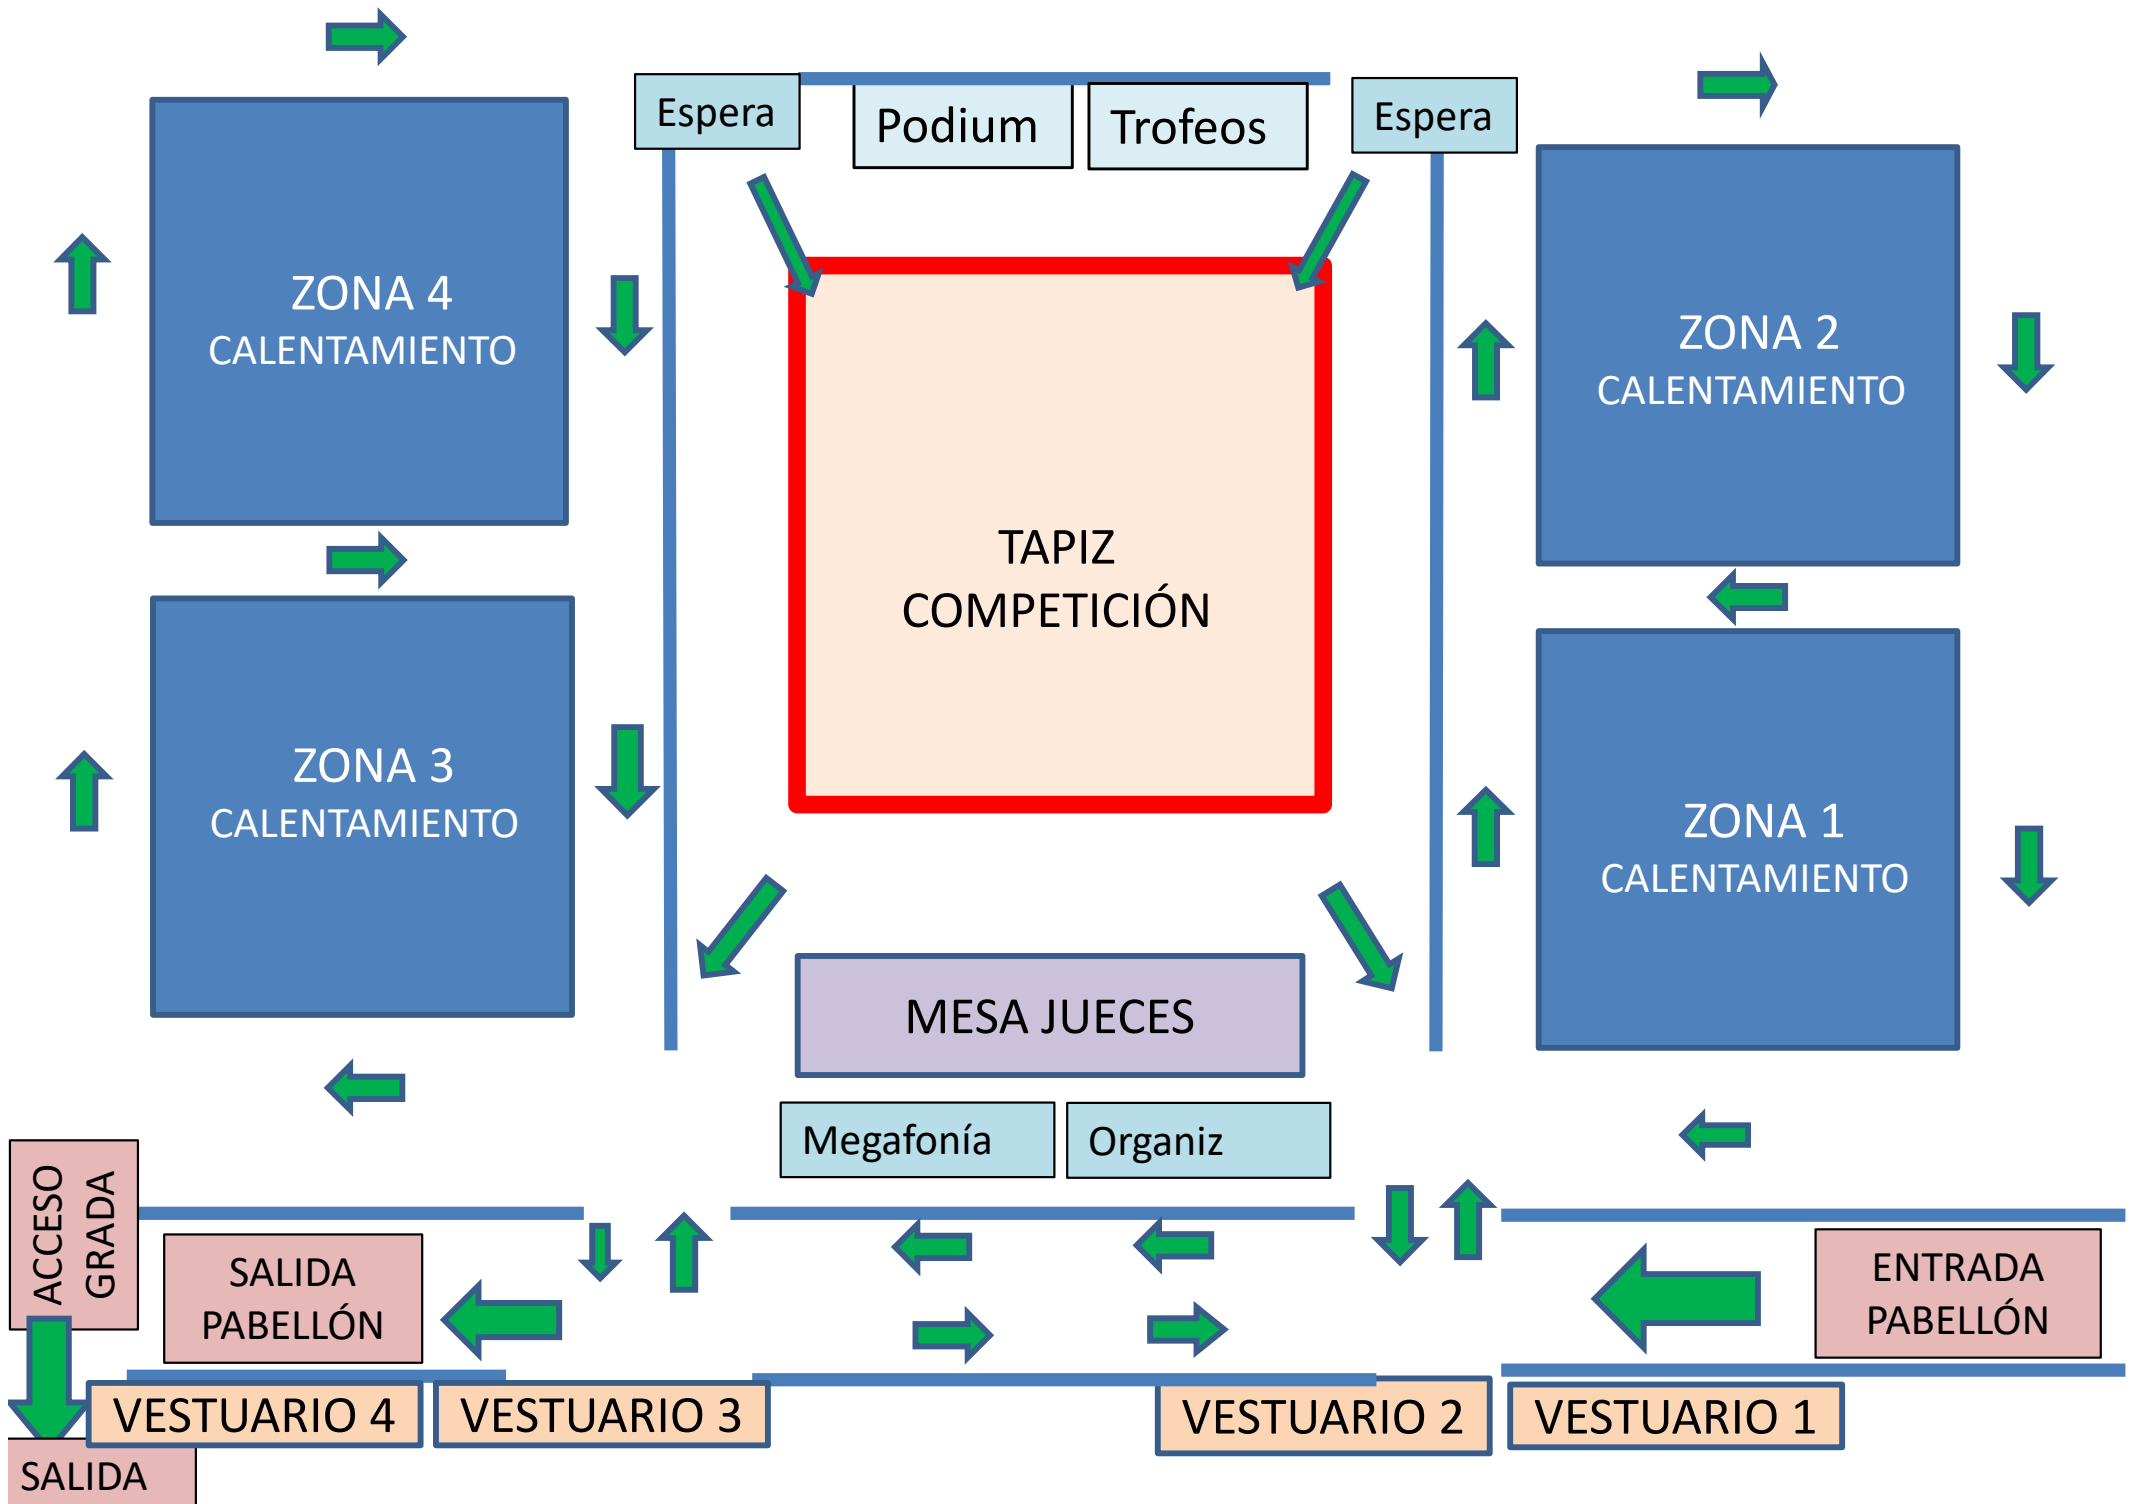 Espera
Podium
Trofeos
Espera
ZONA 4
CALENTAMIENTO
ZONA 2
CALENTAMIENTO
TAPIZ
COMPETICIÓN
ZONA 3
CALENTAMIENTO
ZONA 1
CALENTAMIENTO
MESA JUECES
Megafonía
Organiz
ACCESO
GRADA
SALIDA
PABELLÓN
ENTRADA
PABELLÓN
VESTUARIO 4
VESTUARIO 3
VESTUARIO 2
VESTUARIO 1
SALIDA